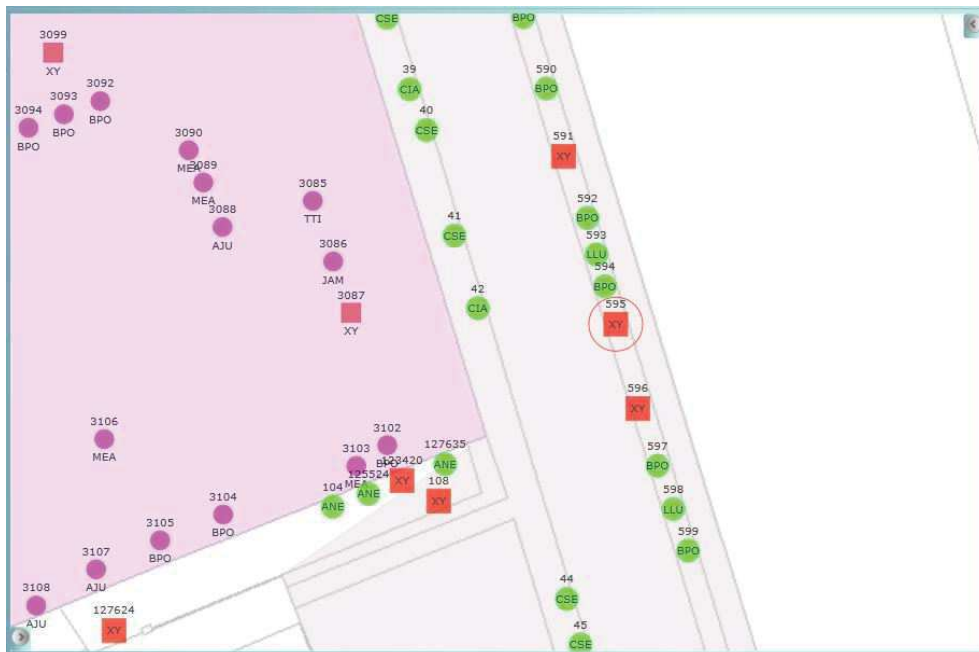 CSE
BPO
3099
XY
39
CIA
590
BPO
3092
BPO
3093
BPO
3094
BPO
40
CSE
591
XY
3090
MEA
3089
MEA
3085
TTI
3088
AJU
41
CSE
592
BPO
593
LLU
3086
JAM
594
BPO
3087
XY
42
CIA
595
XY
596
XY
3106
MEA
3102
BPO
3103
MEA
123420
XY
127635
ANE
597
BPO
125524
ANE
104
ANE
108
XY
598
LLU
3104
BPO
3105
BPO
599
BPO
3107
AJU
44
CSE
3108
AJU
127624
XY
45
CSE